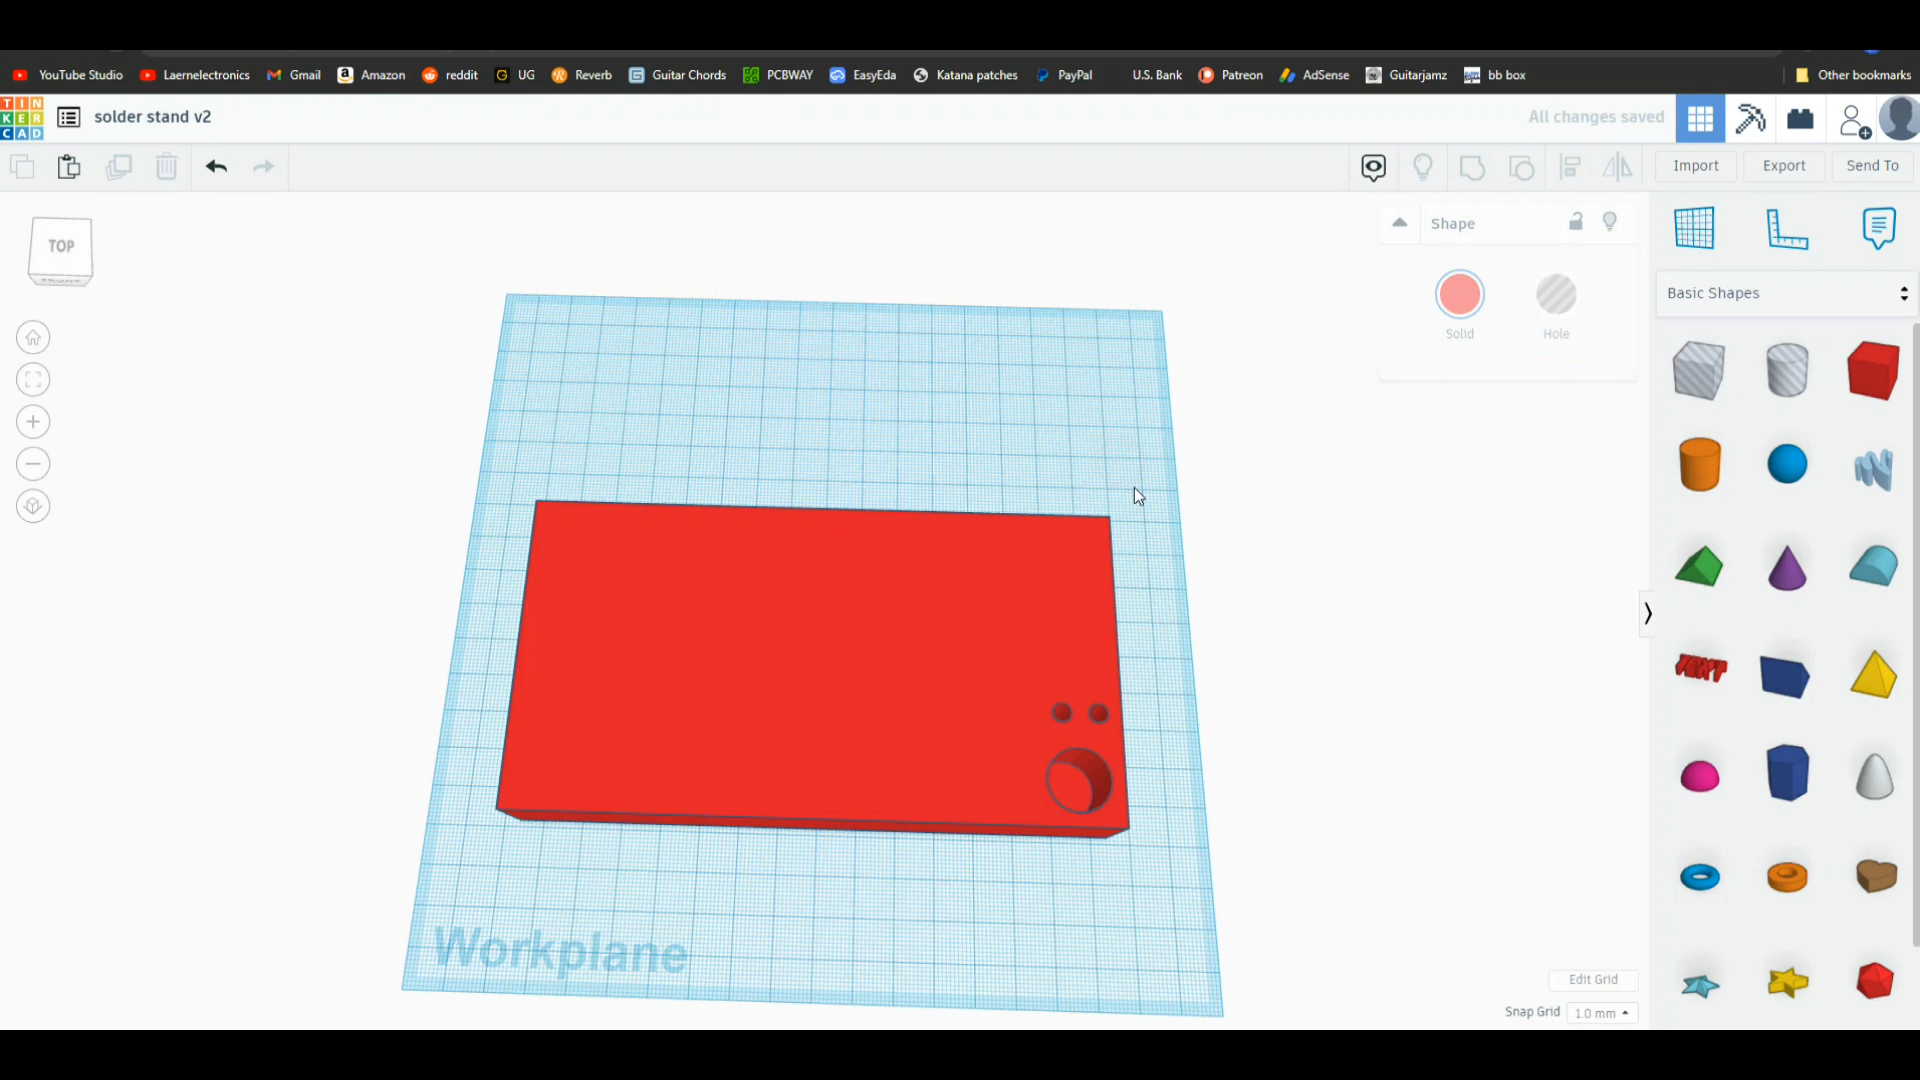 YouTube Studio Laernelectronics Gmail Amazon reddit UG Reverb Guitar Chords PCBWAY EasyEda Katana patches PayPal U.S. Bank Patreon AdSense Guitarjamz bb box Other bookmarks
TIN
KER
CAD
solder stand v2
All changes saved
Import Export Send To
TOP
Shape
Solid Hole
Basic Shapes
TEXT
Workplane
Edit Grid
Snap Grid 1.0 mm